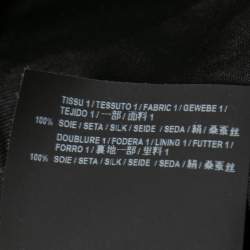 TISSU 1 / TESSUTO 1 / FABRIC 1 / GEWEBE 1 /
TEJIDO 1 / 一部 / 面料 1
100% SOIE / SETA / SILK / SEIDE / SEDA / 絹 / 桑蚕丝
DOUBLURE 1 / FODERA 1 / LINING 1 / FUTTER 1 /
FORRO 1 / 裏地一部 / 里料 1
100% SOIE / SETA / SILK / SEIDE / SEDA / 絹 / 桑蚕丝